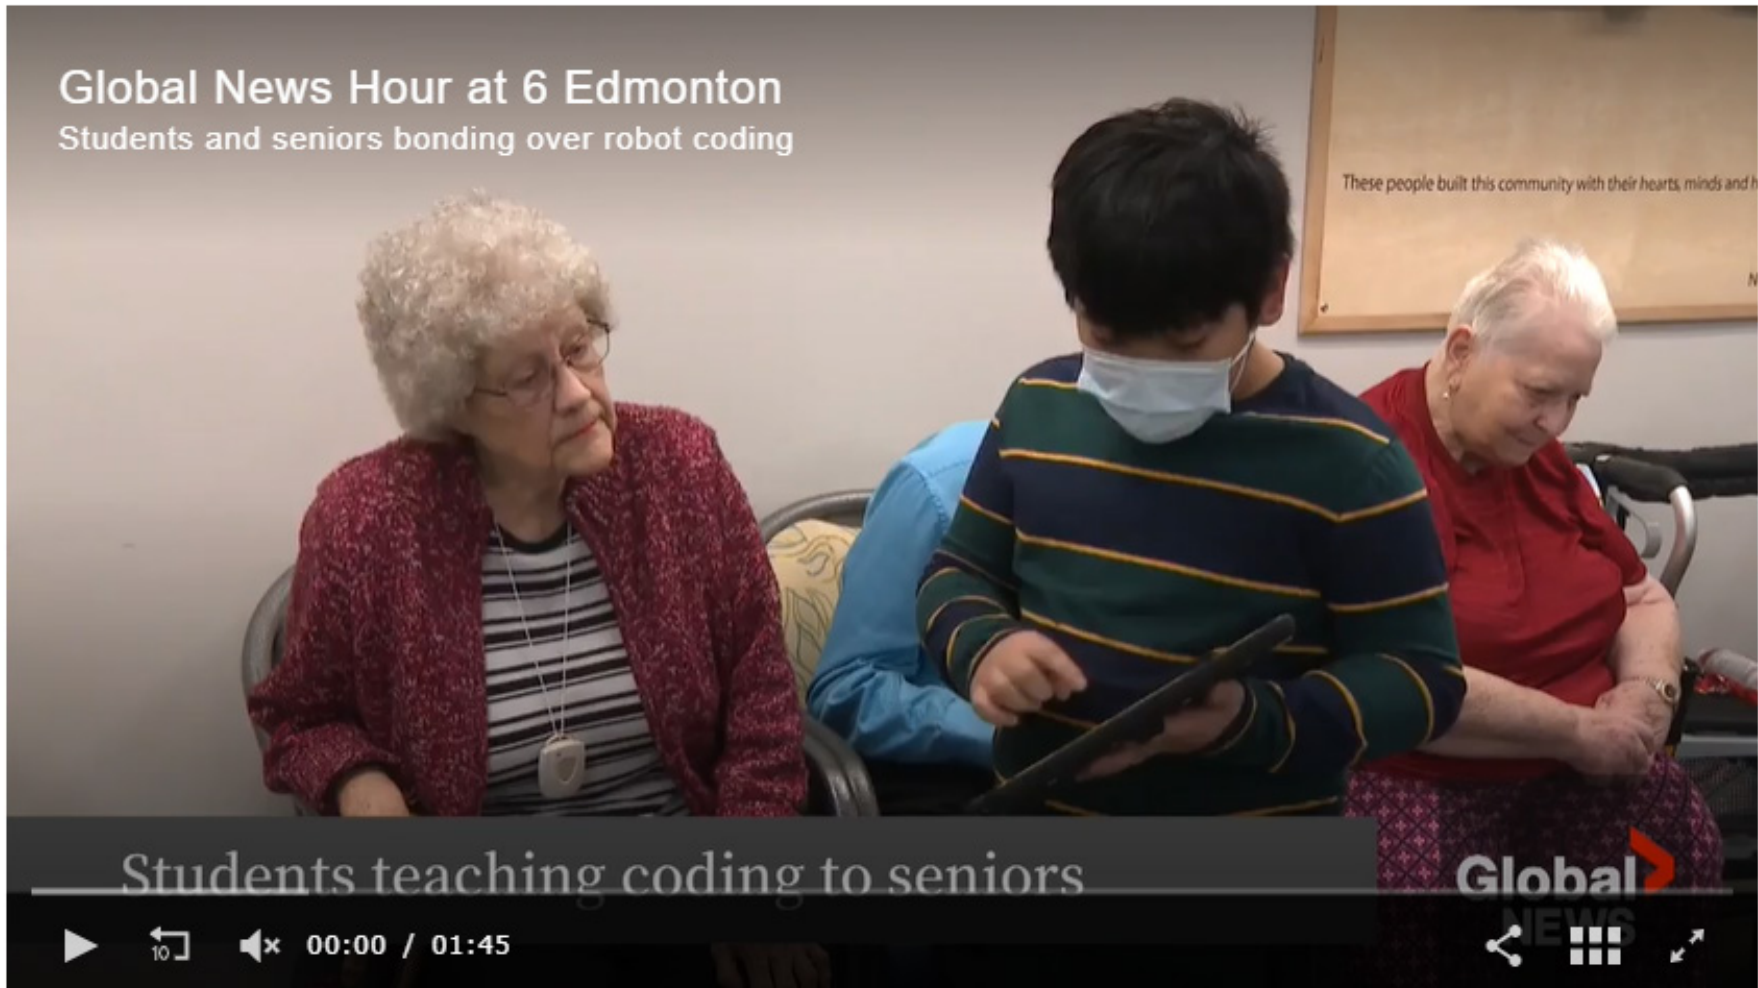 Global News Hour at 6 Edmonton
Students and seniors bonding over robot coding
These people built this community with their hearts, minds and h
N
Students teaching coding to seniors
Global
NEWS
10
00:00 / 01:45